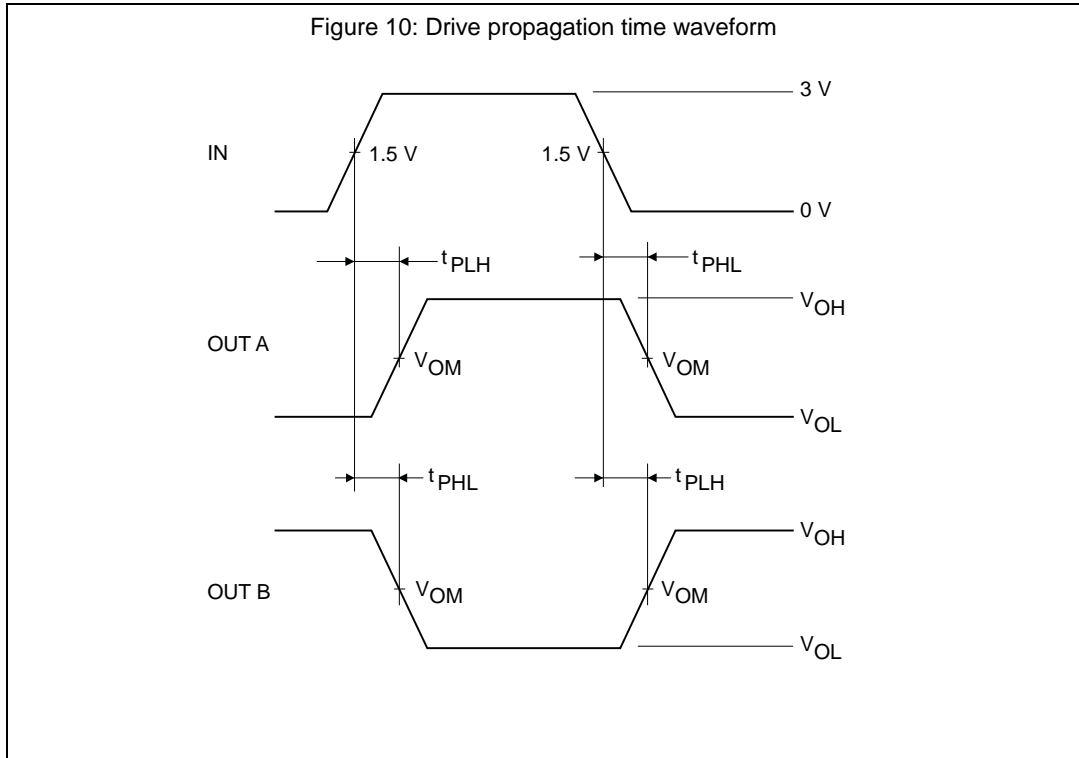 Figure 10: Drive propagation time waveform
3 V
IN
1.5 V
1.5 V
0 V
tPLH
tPHL
VOH
OUT A
VOM
VOM
VOL
tPHL
tPLH
VOH
OUT B
VOM
VOM
VOL